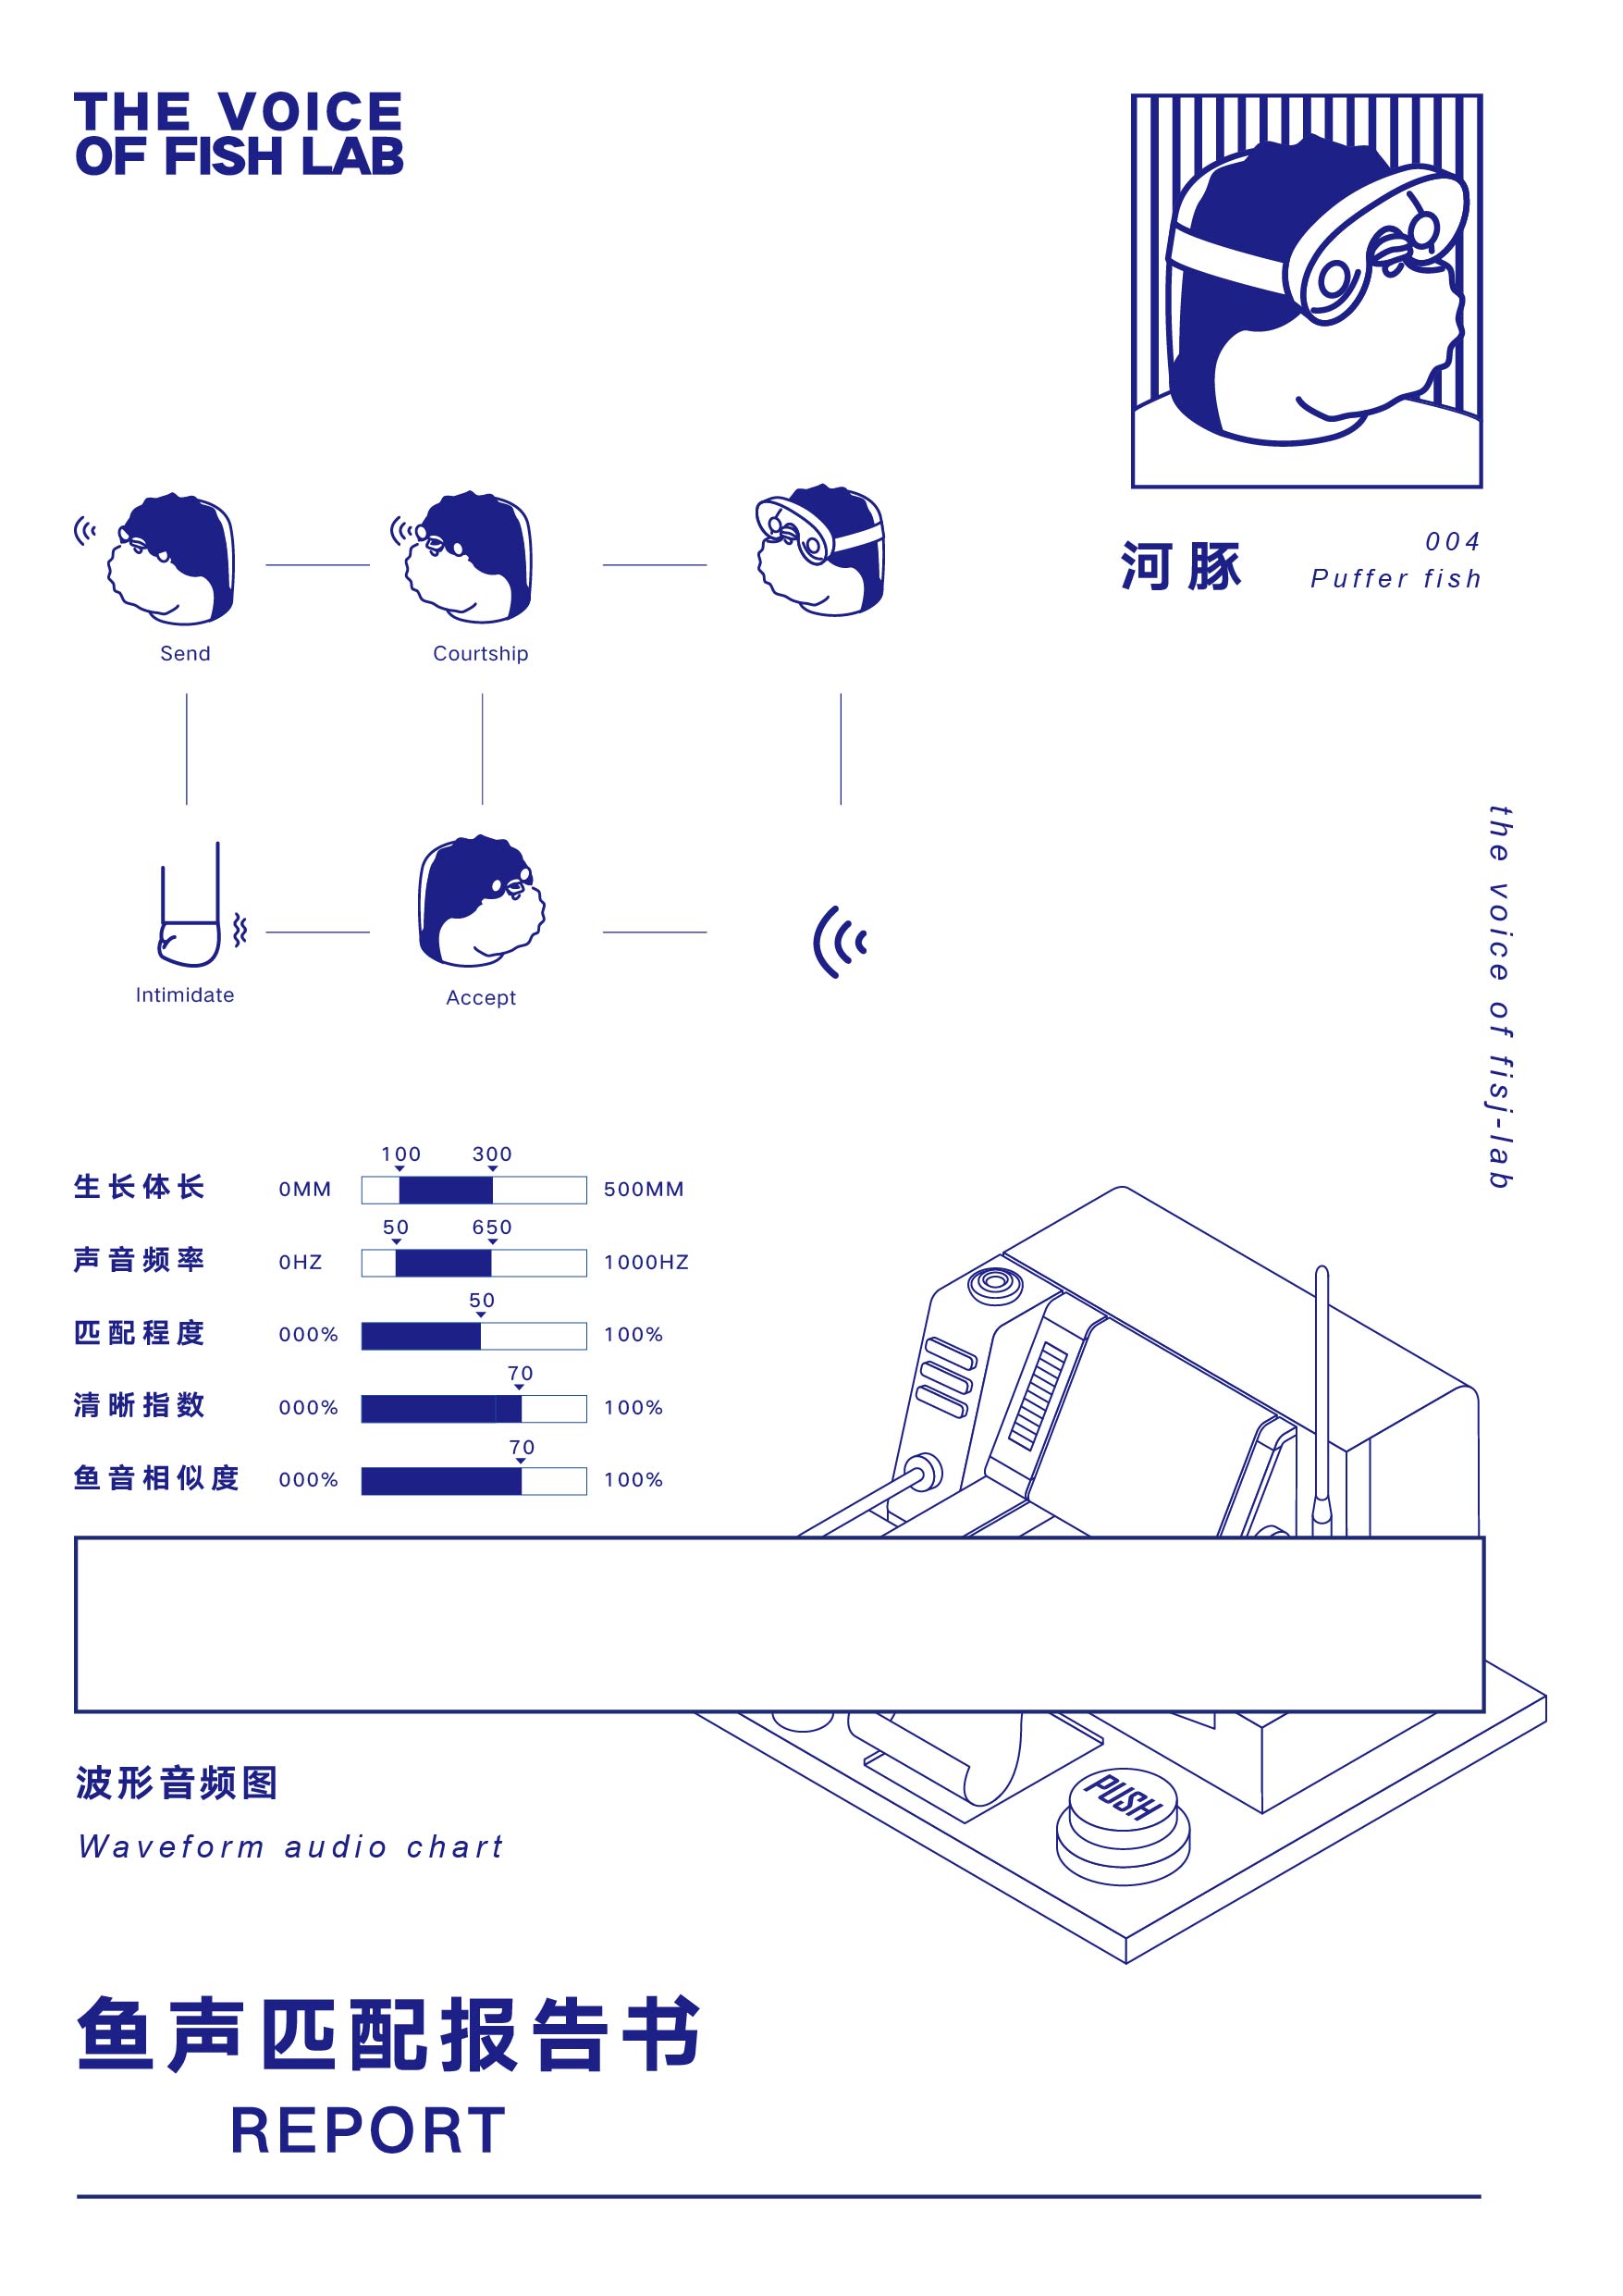 THE VOICE
OF FISH LAB
004
河豚
Puffer fish
Send
Courtship
Intimidate
Accept
the voice of fisj-lab
100 300
生长体长 0MM 500MM
50 650
声音频率 0HZ 1000HZ
50
匹配程度 000% 100%
70
清晰指数 000% 100%
70
鱼音相似度 000% 100%
波形音频图
Waveform audio chart
PUSH
鱼声匹配报告书
REPORT